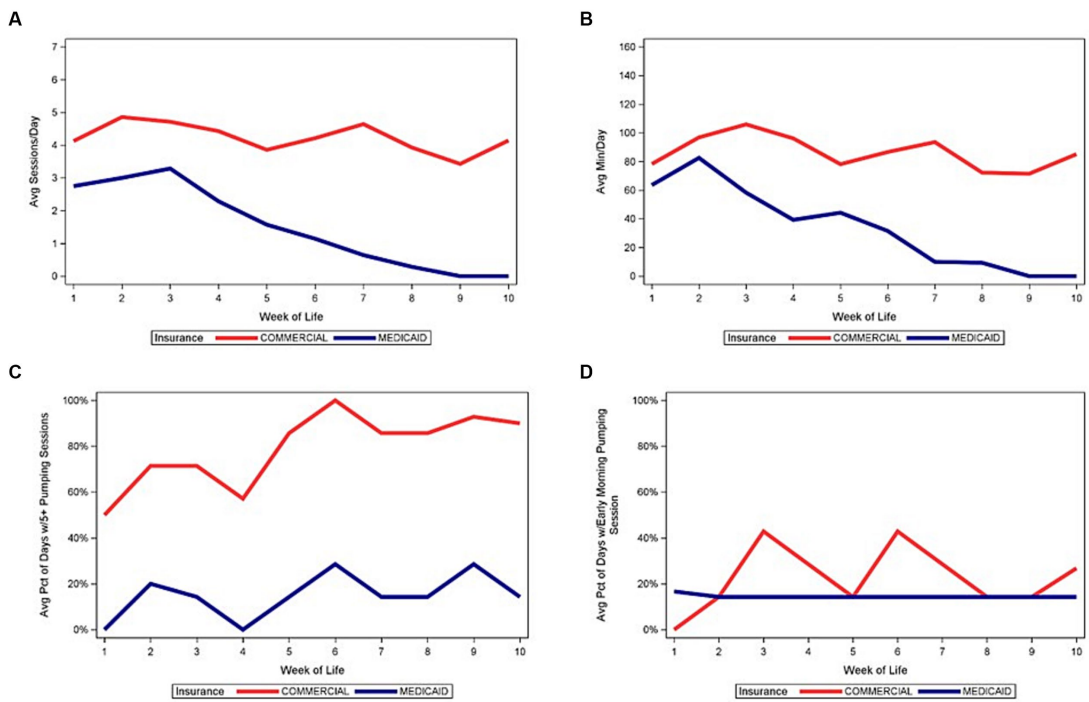 A
7
6
5
4
3
2
1
0
Avg Sessions/Day
1 2 3 4 5 6 7 8 9 10
Week of Life
Insurance COMMERCIAL MEDICAID
B
160
140
120
100
80
60
40
20
0
Avg Min/Day
1 2 3 4 5 6 7 8 9 10
Week of Life
Insurance COMMERCIAL MEDICAID
C
100%
80%
60%
40%
20%
0%
Avg Pct of Days w/5+ Pumping Sessions
1 2 3 4 5 6 7 8 9 10
Week of Life
Insurance COMMERCIAL MEDICAID
D
100%
80%
60%
40%
20%
0%
Avg Pct of Days w/Early Morning Pumping
Session
1 2 3 4 5 6 7 8 9 10
Week of Life
Insurance COMMERCIAL MEDICAID